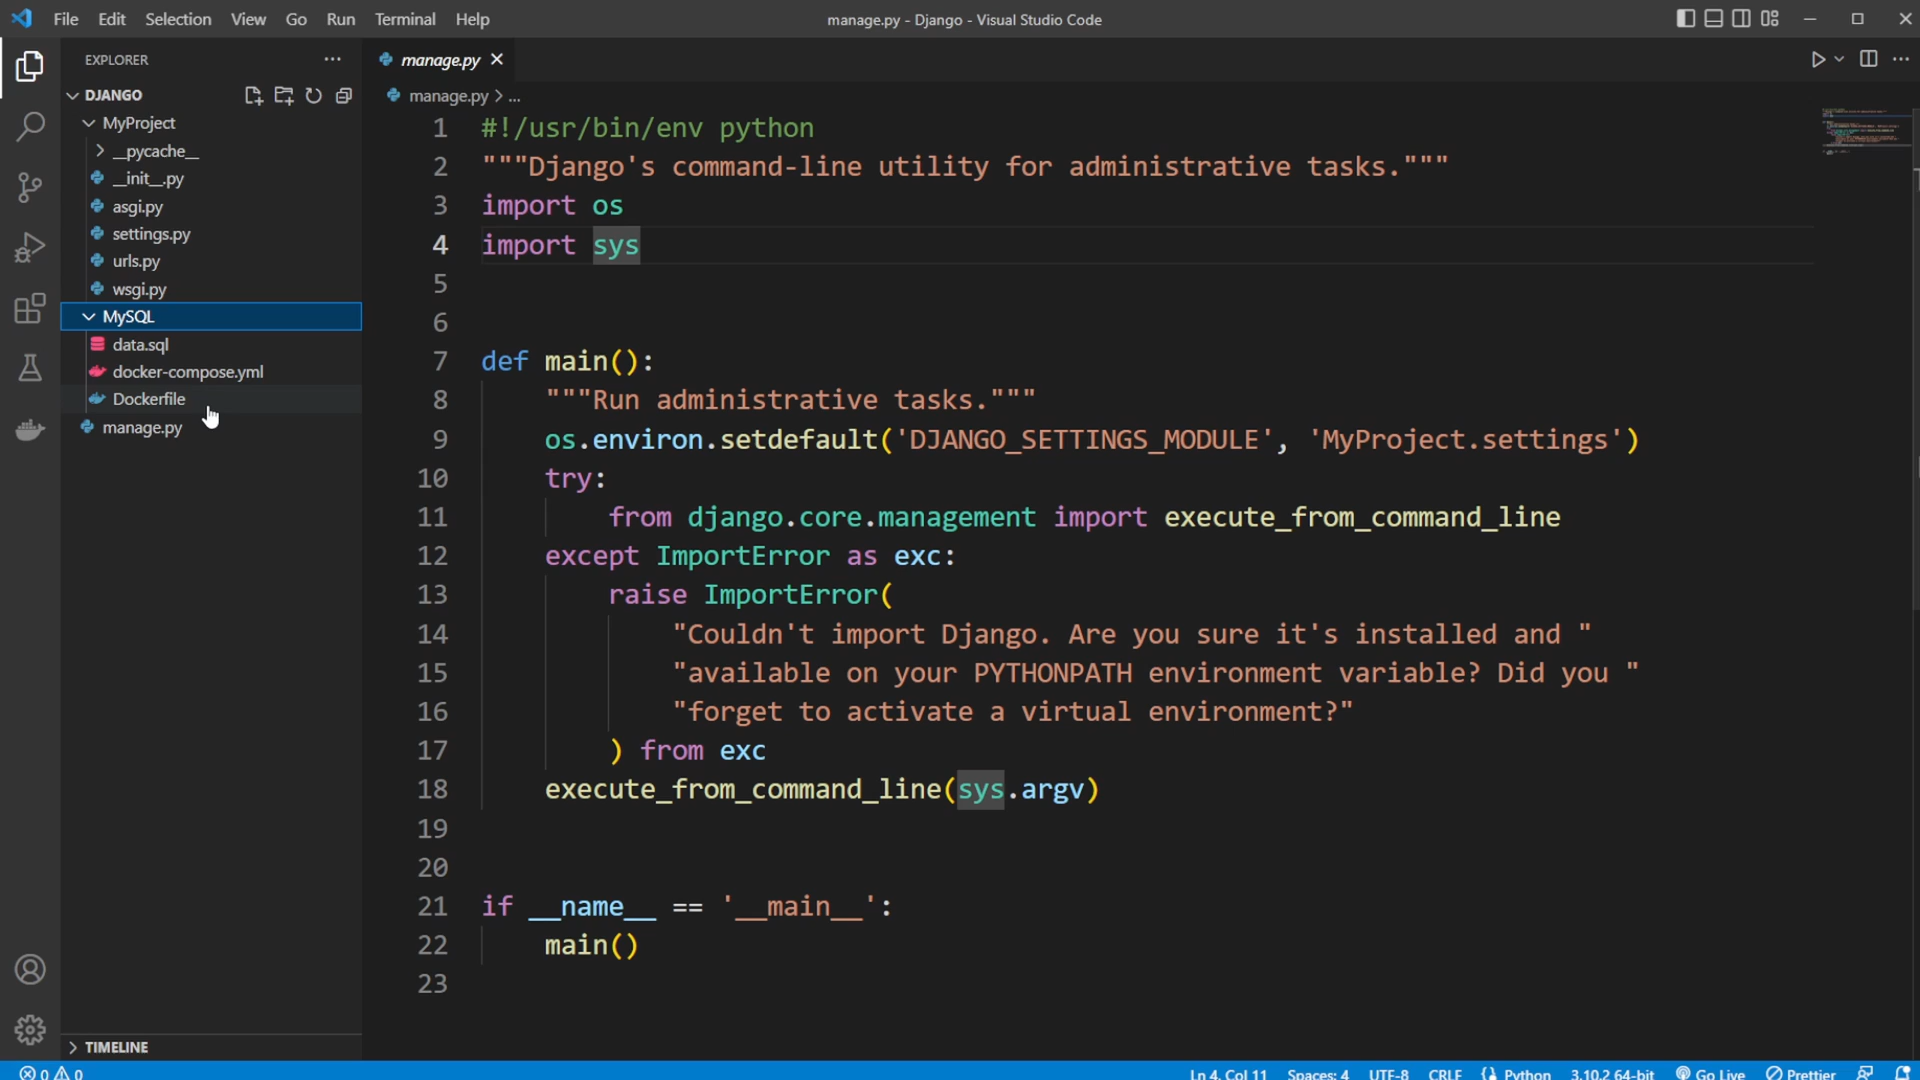 File Edit Selection View Go Run Terminal Help
manage.py - Django - Visual Studio Code
EXPLORER
DJANGO
MyProject
__pycache__
__init__.py
asgi.py
settings.py
urls.py
wsgi.py
MySQL
data.sql
docker-compose.yml
Dockerfile
manage.py
TIMELINE
manage.py
manage.py > ...
1 #!/usr/bin/env python
2 """Django's command-line utility for administrative tasks."""
3 import os
4 import sys
5
6
7 def main():
8 """Run administrative tasks."""
9 os.environ.setdefault('DJANGO_SETTINGS_MODULE', 'MyProject.settings')
10 try:
11 from django.core.management import execute_from_command_line
12 except ImportError as exc:
13 raise ImportError(
14 "Couldn't import Django. Are you sure it's installed and "
15 "available on your PYTHONPATH environment variable? Did you "
16 "forget to activate a virtual environment?"
17 ) from exc
18 execute_from_command_line(sys.argv)
19
20
21 if __name__ == '__main__':
22 main()
23
0 0 Ln 4, Col 11 Spaces: 4 UTF-8 CRLF Python 3.10.2 64-bit Go Live Prettier